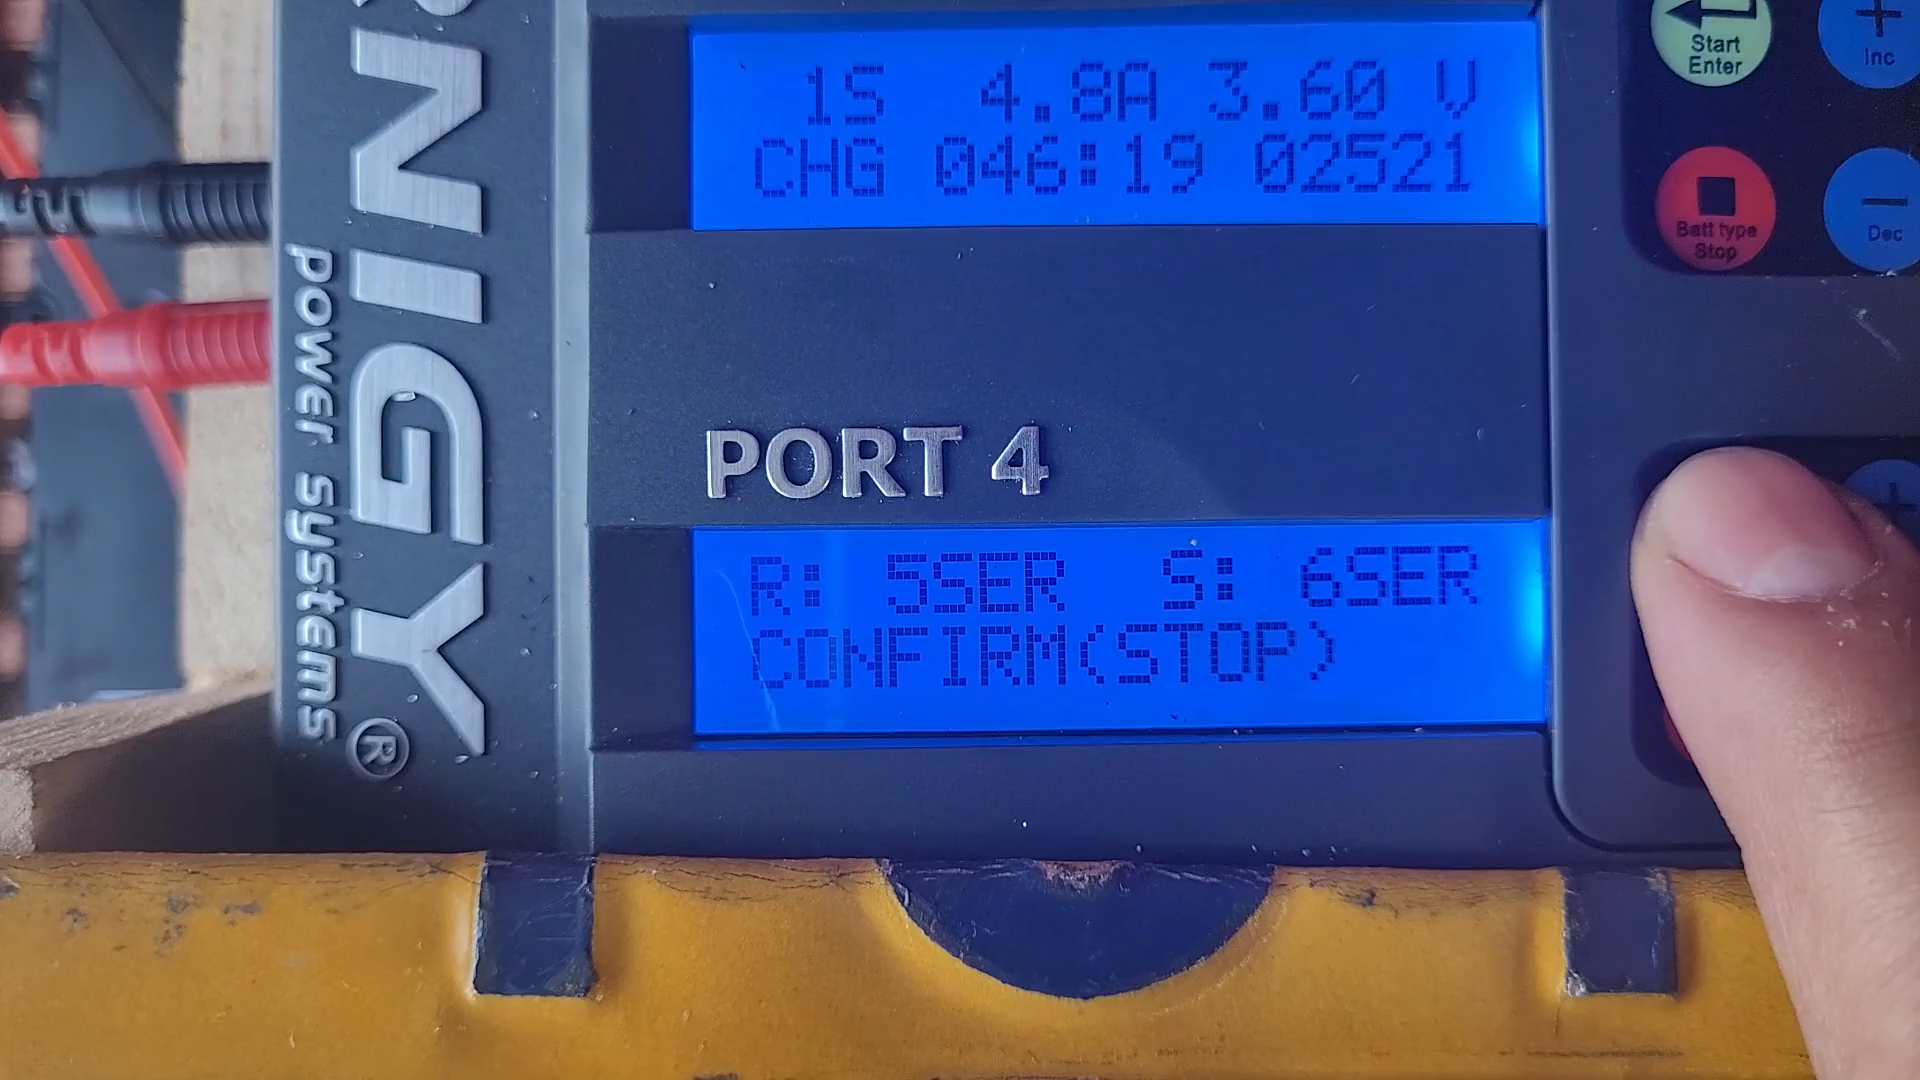 RNIGY
Power Systems
®
1S 4.8A 3.60 V
CHG 046:19 02521
PORT 4
R: 5SER S: 6SER
CONFIRM(STOP)
Start
Enter
+
Inc
Batt type
Stop
−
Dec
+